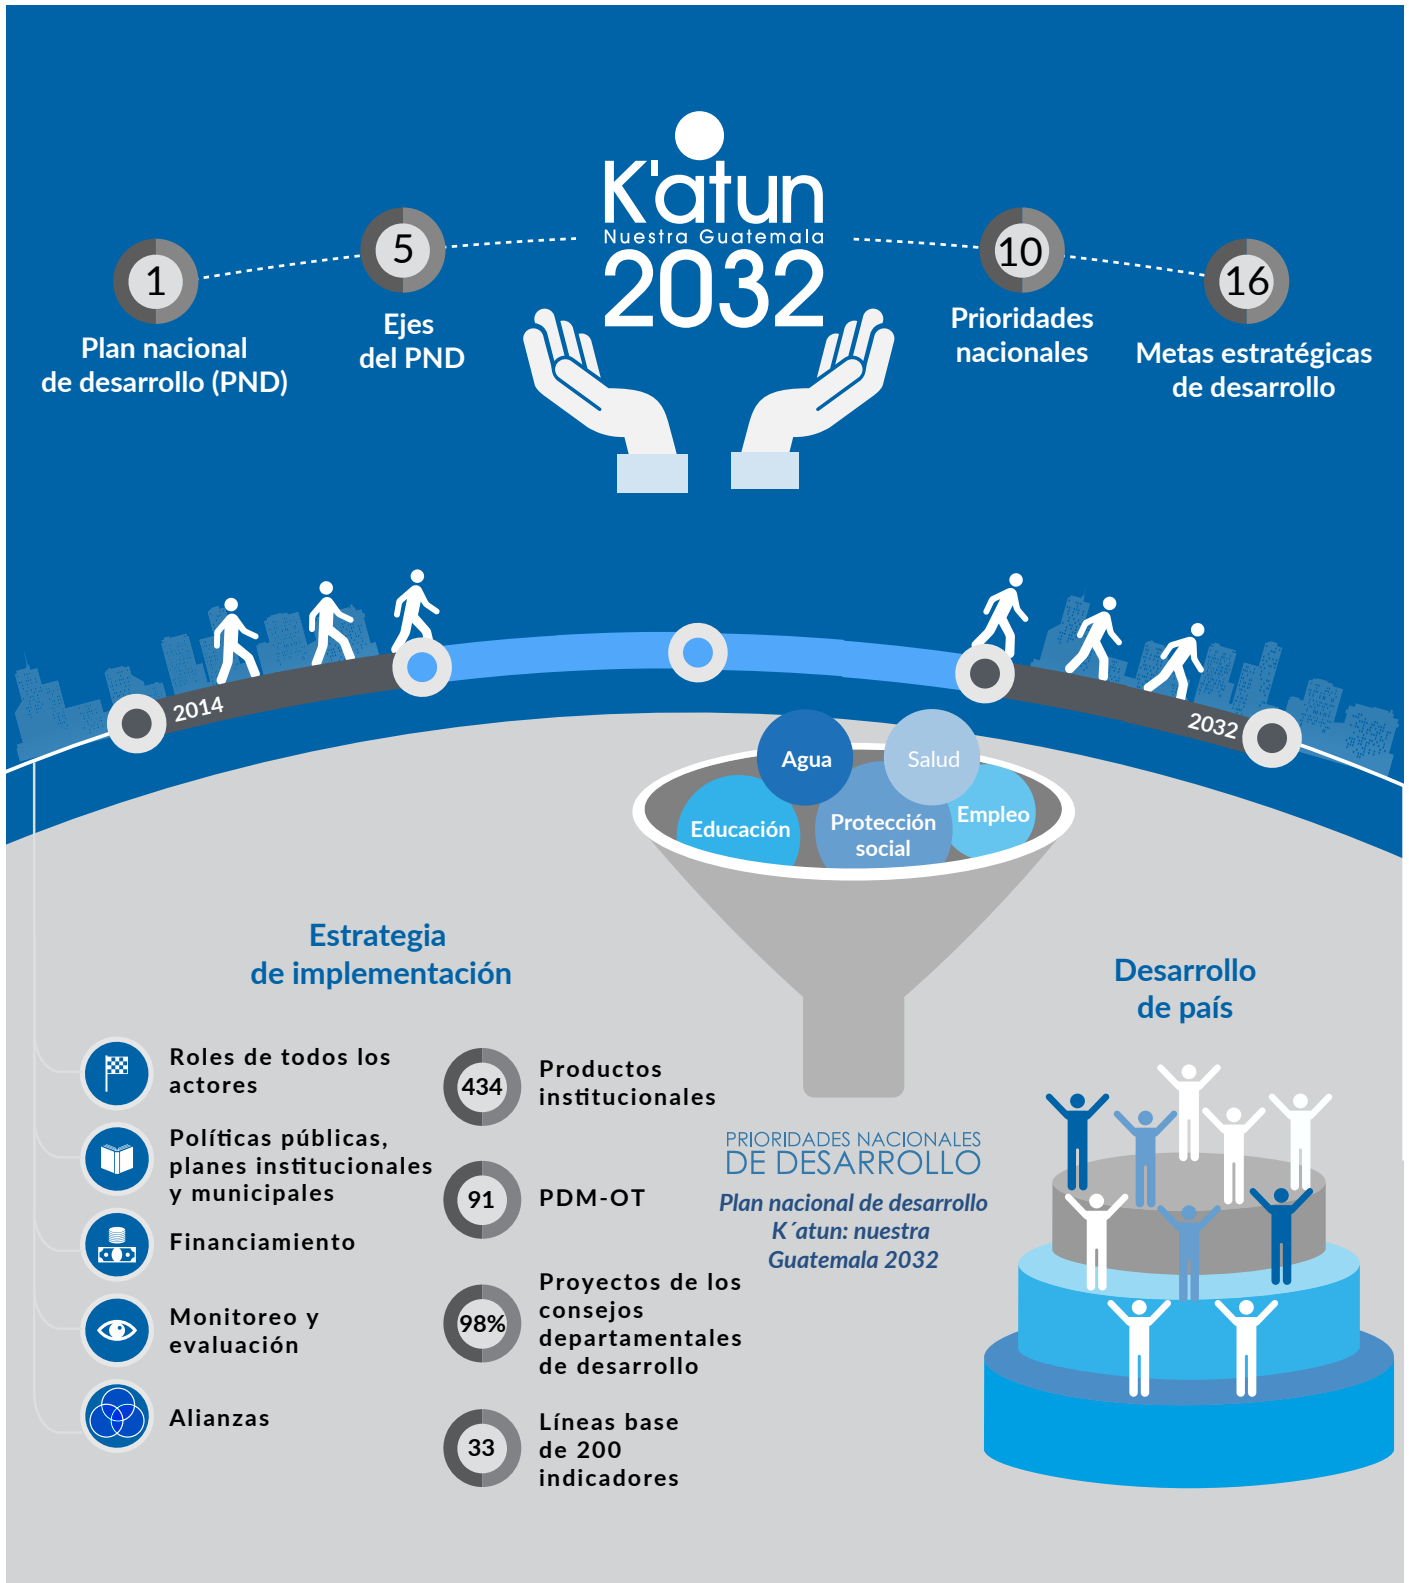 K'atun
Nuestra Guatemala
2032
1
Plan nacional
de desarrollo (PND)
5
Ejes
del PND
10
Prioridades
nacionales
16
Metas estratégicas
de desarrollo
2014
2032
Agua
Salud
Educación
Protección
social
Empleo
Estrategia
de implementación
Roles de todos los
actores
Políticas públicas,
planes institucionales
y municipales
Financiamiento
Monitoreo y
evaluación
Alianzas
434
Productos
institucionales
91
PDM-OT
98%
Proyectos de los
consejos
departamentales
de desarrollo
33
Líneas base
de 200
indicadores
PRIORIDADES NACIONALES
DE DESARROLLO
Plan nacional de desarrollo
K´atun: nuestra
Guatemala 2032
Desarrollo
de país